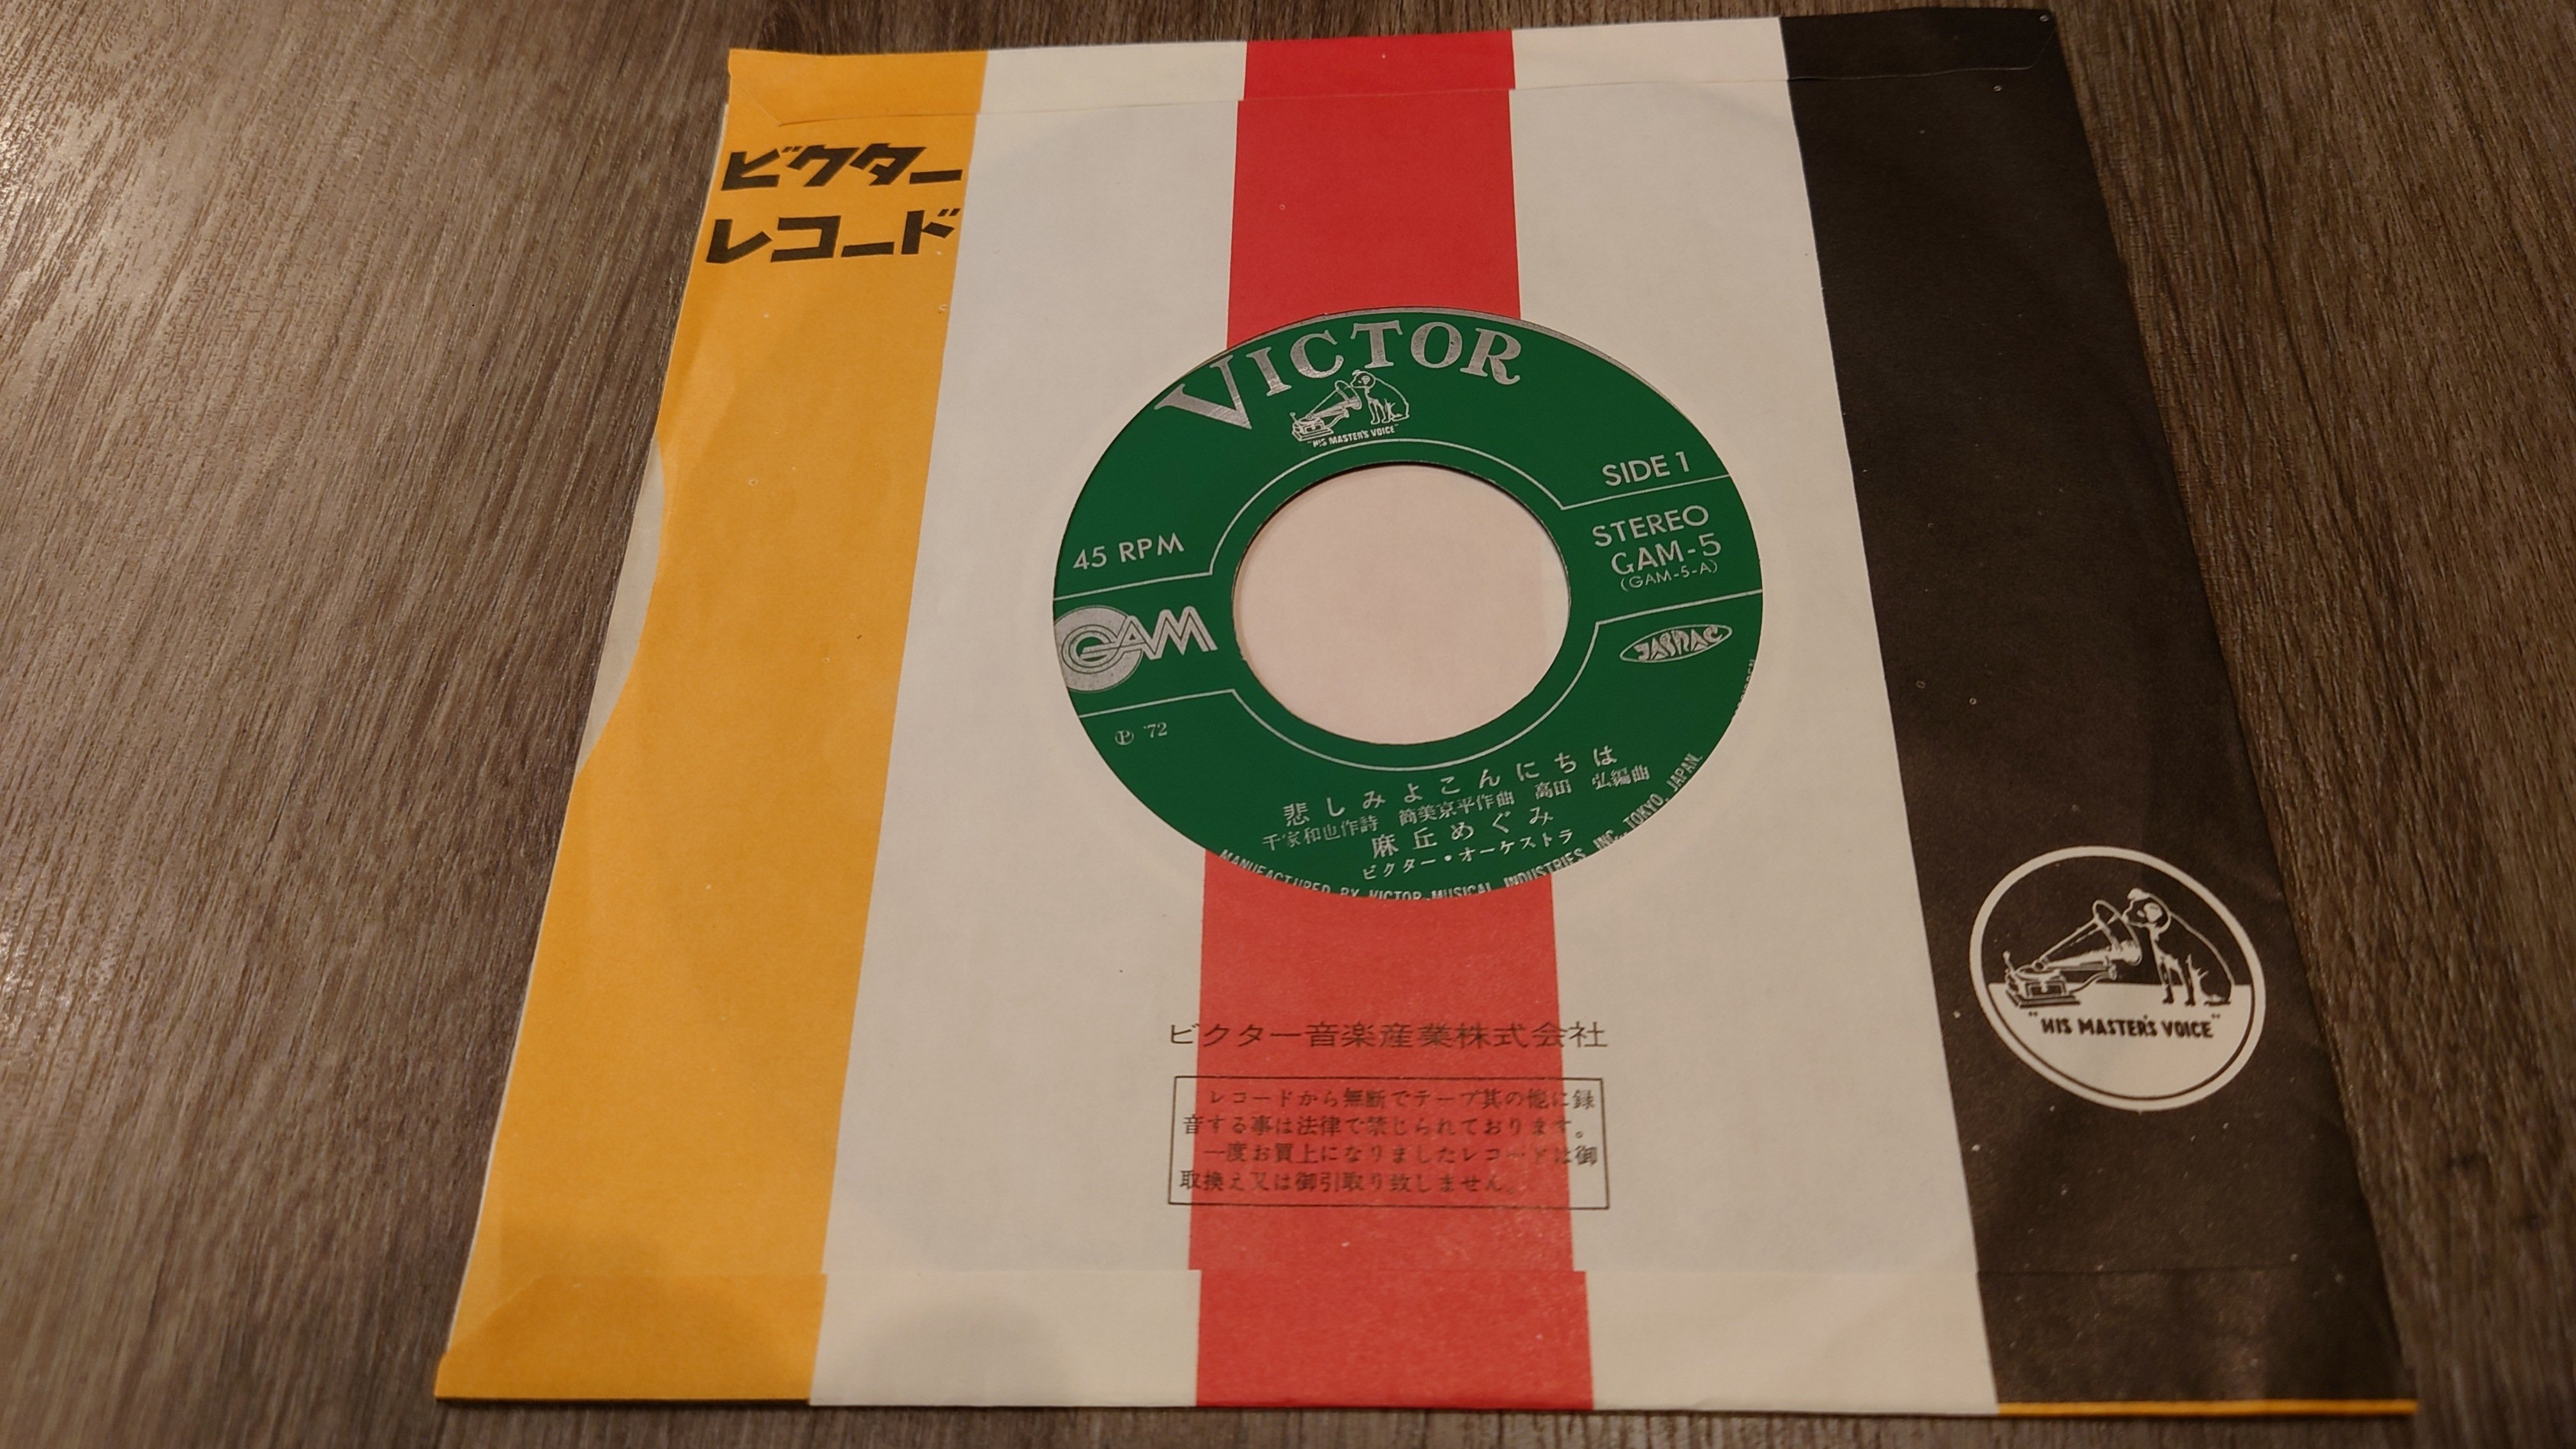 ビクター
レコード
VICTOR
"HIS MASTER'S VOICE"
SIDE 1
45 RPM
STEREO
GAM-5
(GAM-5-A)
GAM
JASRAC
Ⓟ '72
悲しみよこんにちは
千家和也作詩 筒美京平作曲 高田 弘編曲
麻丘めぐみ
ビクター・オーケストラ
MANUFACTURED BY VICTOR MUSICAL INDUSTRIES, INC. TOKYO, JAPAN.
ビクター音楽産業株式会社
レコードから無断でテープ其の他に録
音する事は法律で禁じられております。
一度お買上になりましたレコードは御
取換え又は御引取り致しません。
"HIS MASTER'S VOICE"